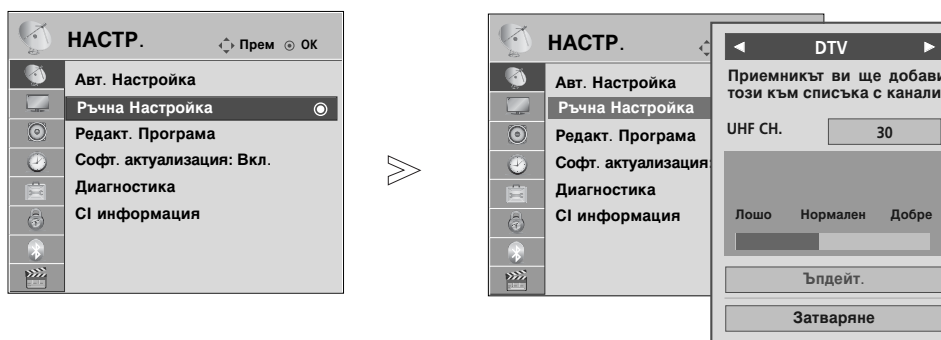 НАСТР.
Прем
ОК
Авт. Настройка
Ръчна Настройка
Редакт. Програма
Софт. актуализация: Вкл.
Диагностика
CI информация
НАСТР.
Авт. Настройка
Ръчна Настройка
Редакт. Програма
Софт. актуализация:
Диагностика
CI информация
◄ DTV ►
Приемникът ви ще добави
този към списъка с канали
UHF CH. 30
Лошо Нормален Добре
Ъпдейт.
Затваряне